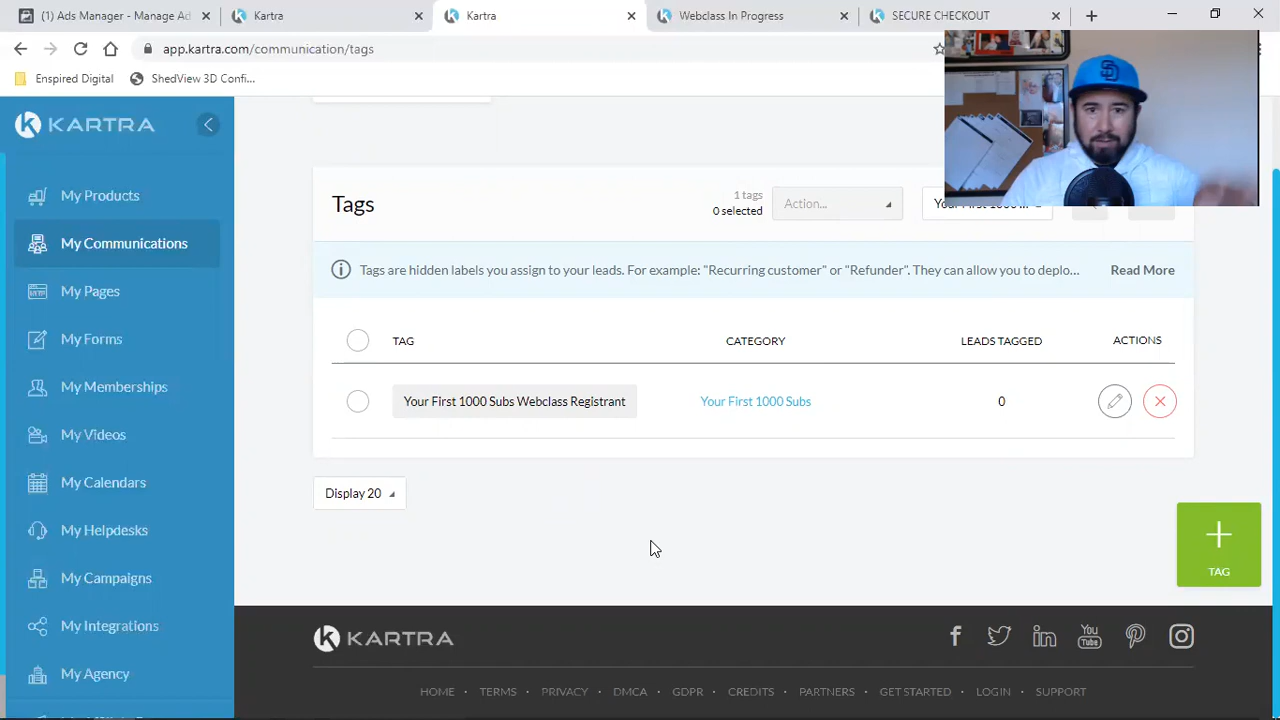 (1) Ads Manager - Manage Ad
Kartra
Kartra
Webclass In Progress
SECURE CHECKOUT
app.kartra.com/communication/tags
Enspired Digital
ShedView 3D Confi...
KARTRA
My Products
My Communications
My Pages
My Forms
My Memberships
My Videos
My Calendars
My Helpdesks
My Campaigns
My Integrations
My Agency
Tags
1 tags
0 selected
Action...
Your First 1000 ...
Tags are hidden labels you assign to your leads. For example: "Recurring customer" or "Refunder". They can allow you to deplo...
Read More
TAG
CATEGORY
LEADS TAGGED
ACTIONS
Your First 1000 Subs Webclass Registrant
Your First 1000 Subs
0
Display 20
TAG
KARTRA
You
Tube
HOME · TERMS · PRIVACY · DMCA · GDPR · CREDITS · PARTNERS · GET STARTED · LOGIN · SUPPORT